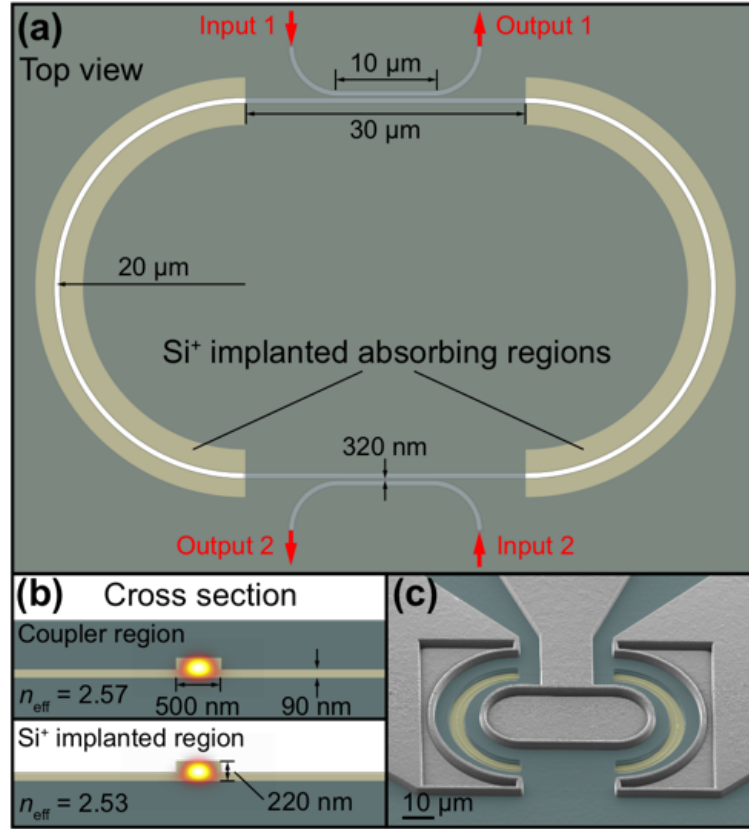 (a)
Input 1
Output 1
Top view
10 µm
30 µm
20 µm
Si⁺ implanted absorbing regions
320 nm
Output 2
Input 2
(b)
Cross section
Coupler region
n_eff = 2.57
500 nm
90 nm
Si⁺ implanted region
n_eff = 2.53
220 nm
(c)
10 µm